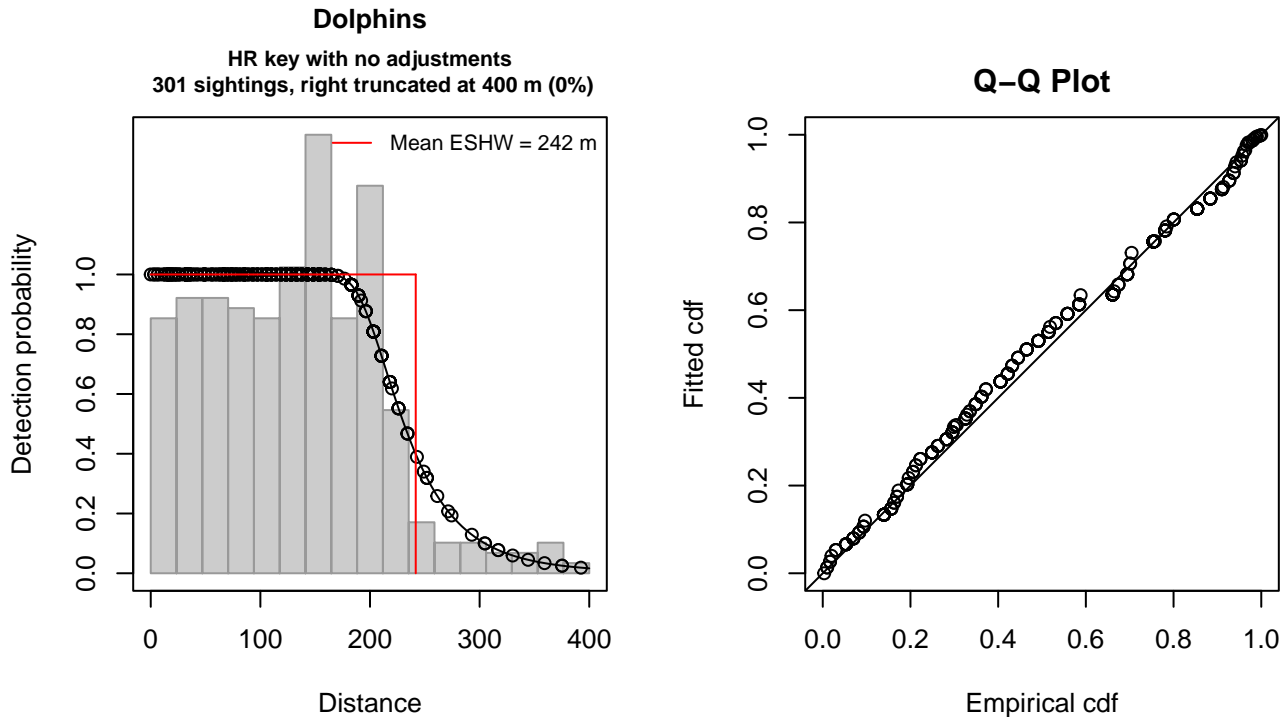 Dolphins
HR key with no adjustments
301 sightings, right truncated at 400 m (0%)
Mean ESHW = 242 m
Detection probability
1.0
0.8
0.6
0.4
0.2
0.0
0 100 200 300 400
Distance
Q−Q Plot
Fitted cdf
1.0
0.8
0.6
0.4
0.2
0.0
0.0 0.2 0.4 0.6 0.8 1.0
Empirical cdf